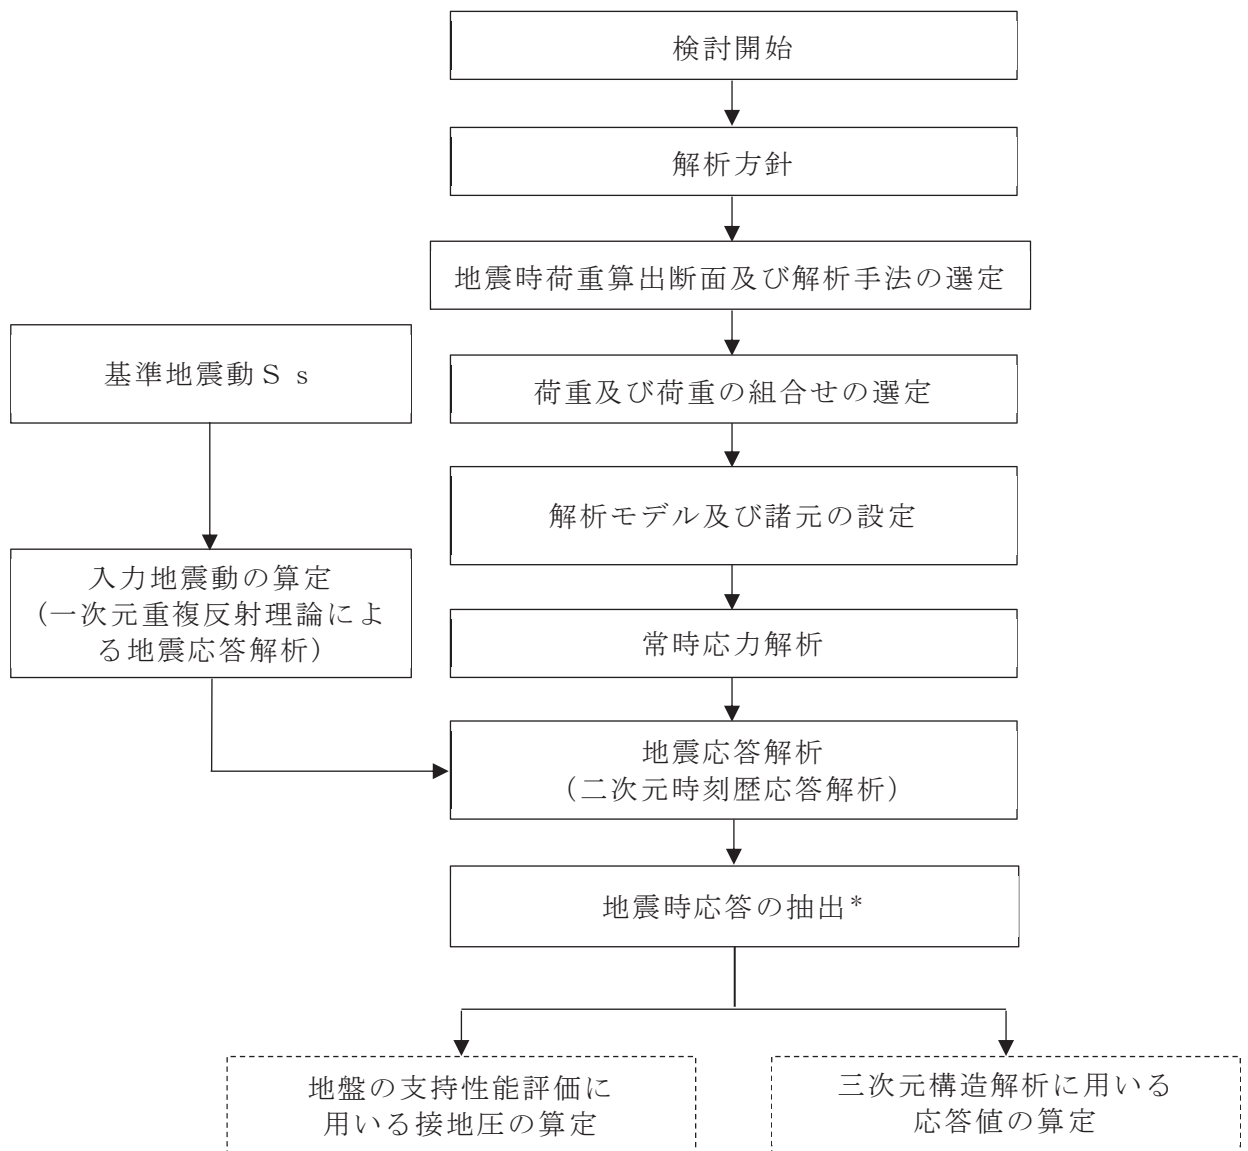 検討開始
解析方針
地震時荷重算出断面及び解析手法の選定
基準地震動Ｓｓ
荷重及び荷重の組合せの選定
解析モデル及び諸元の設定
入力地震動の算定
(一次元重複反射理論によ
る地震応答解析)
常時応力解析
地震応答解析
(二次元時刻歴応答解析)
地震時応答の抽出*
地盤の支持性能評価に
用いる接地圧の算定
三次元構造解析に用いる
応答値の算定